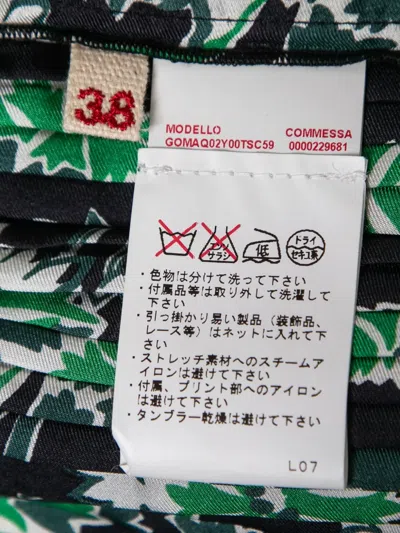 38
MODELLO COMMESSA
GOMAQ02Y00TSC59 0000229681
エンソ サラシ 低 ドライ セキユ系
・色物は分けて洗って下さい
・付属品等は取り外して洗濯して
下さい
・引っ掛かり易い製品（装飾品、
レース等）はネットに入れて下
さい
・ストレッチ素材へのスチームア
イロンは避けて下さい
・付属、プリント部へのアイロン
は避けて下さい
・タンブラー乾燥は避けて下さい
L07